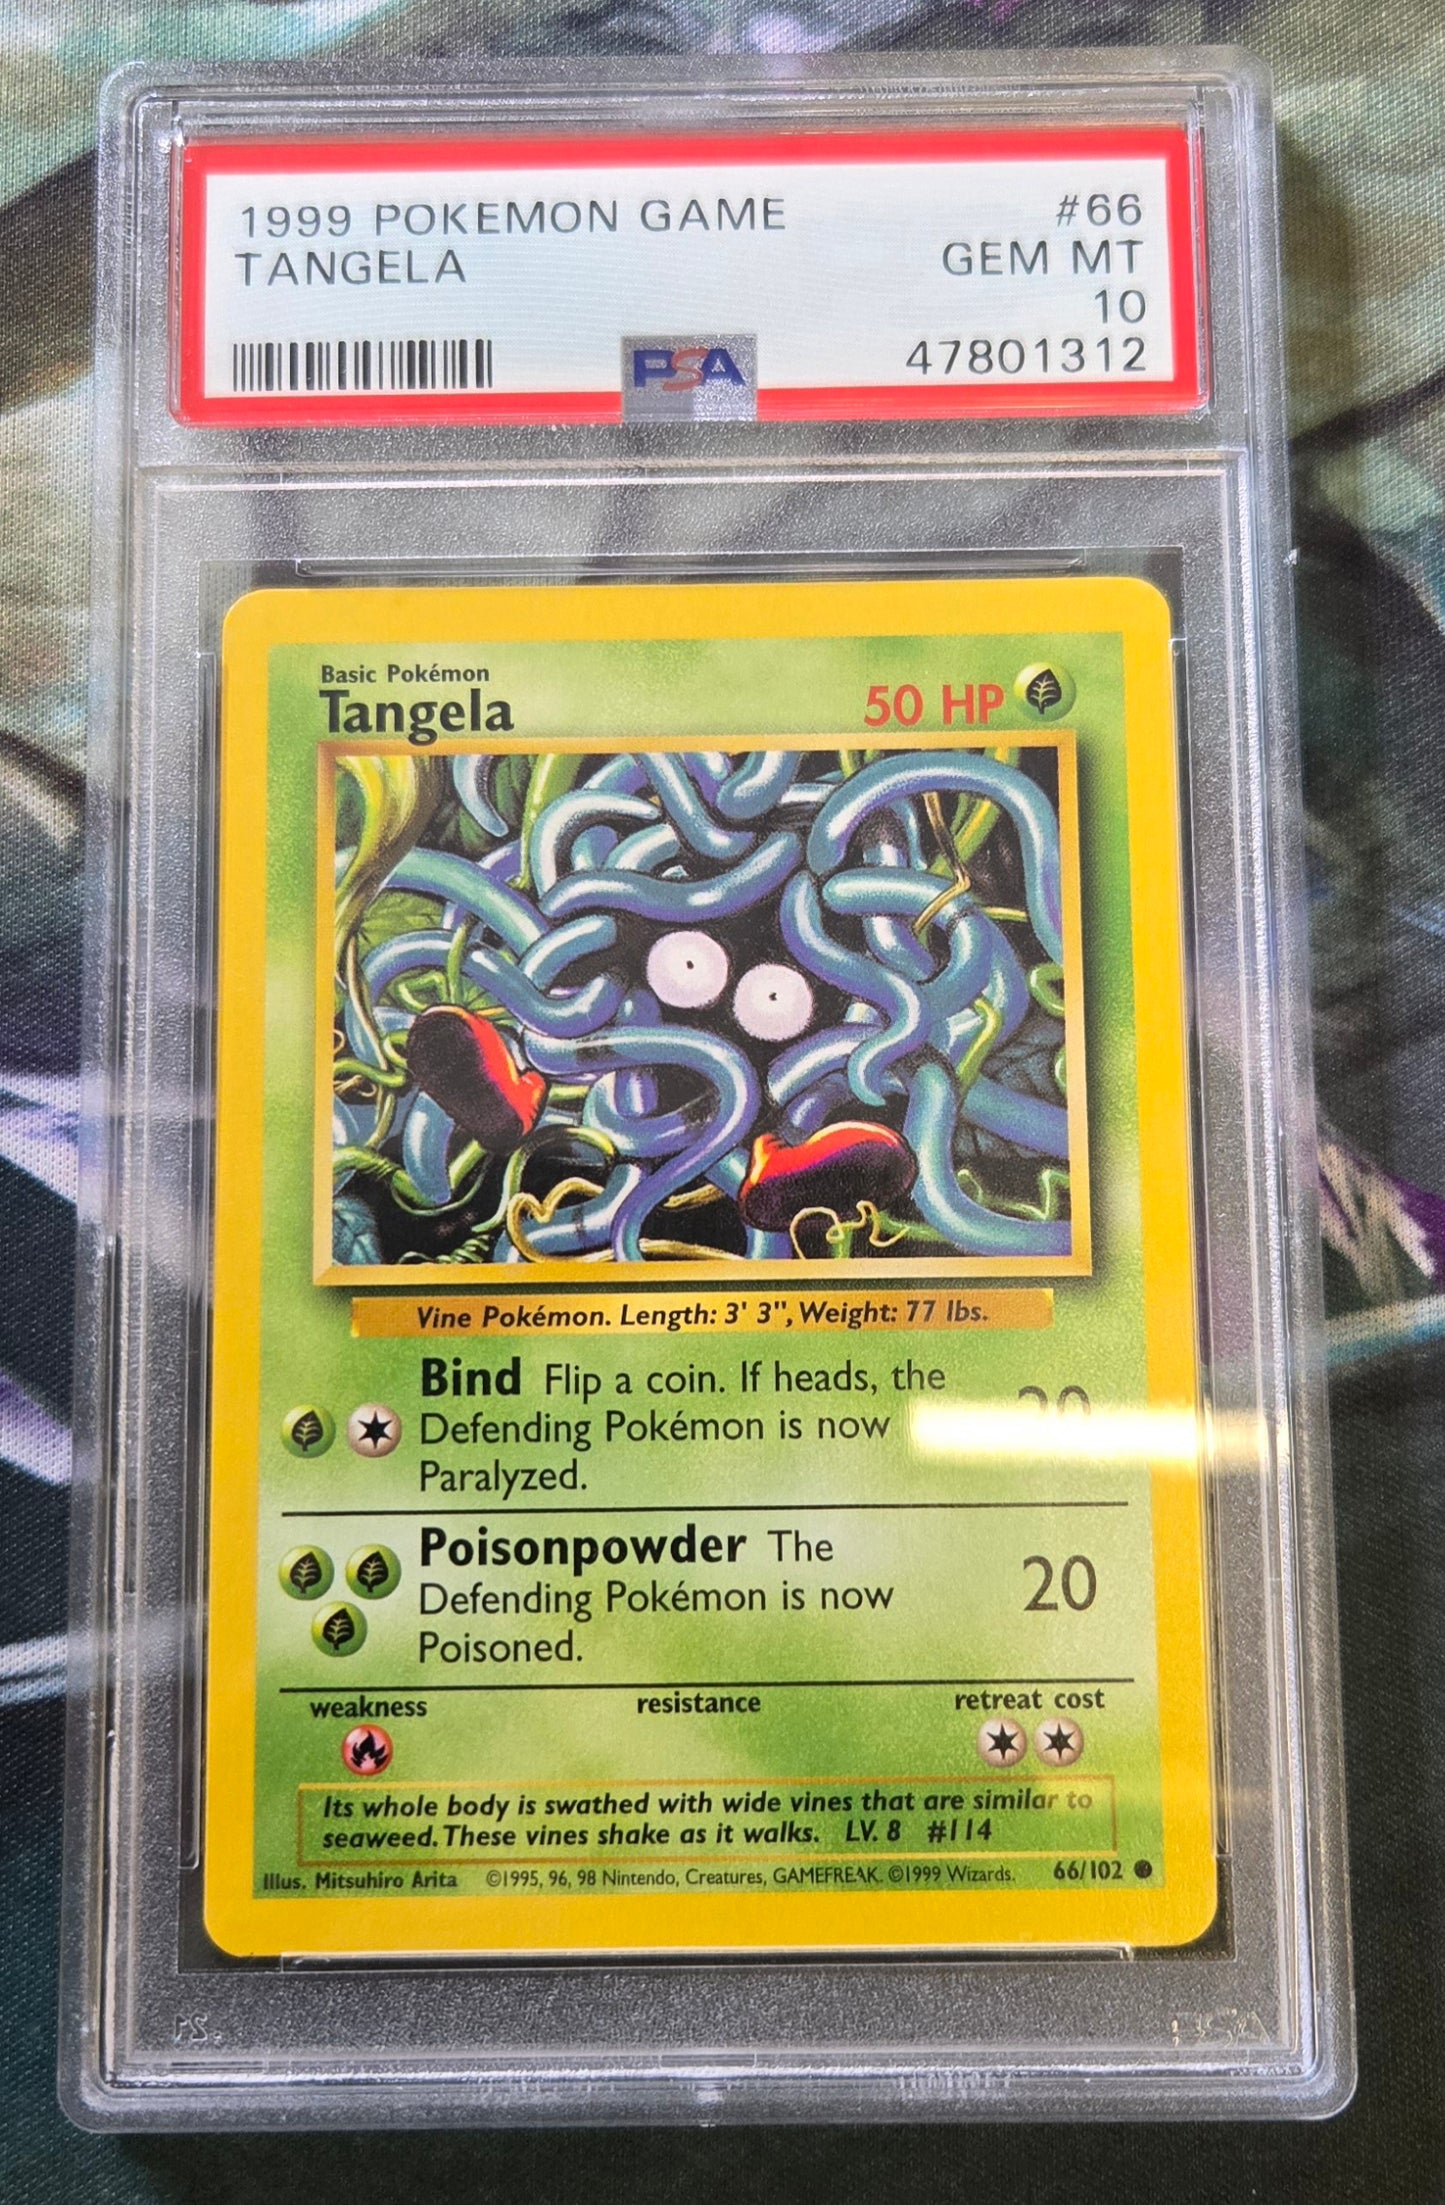 1999 POKEMON GAME #66
TANGELA GEM MT
10
PSA 47801312
Basic Pokémon
Tangela 50 HP
Vine Pokémon. Length: 3' 3", Weight: 77 lbs.
Bind Flip a coin. If heads, the
Defending Pokémon is now 20
Paralyzed.
Poisonpowder The
Defending Pokémon is now 20
Poisoned.
weakness resistance retreat cost
Its whole body is swathed with wide vines that are similar to
seaweed. These vines shake as it walks. LV. 8 #114
Illus. Mitsuhiro Arita ©1995, 96, 98 Nintendo, Creatures, GAMEFREAK. ©1999 Wizards. 66/102